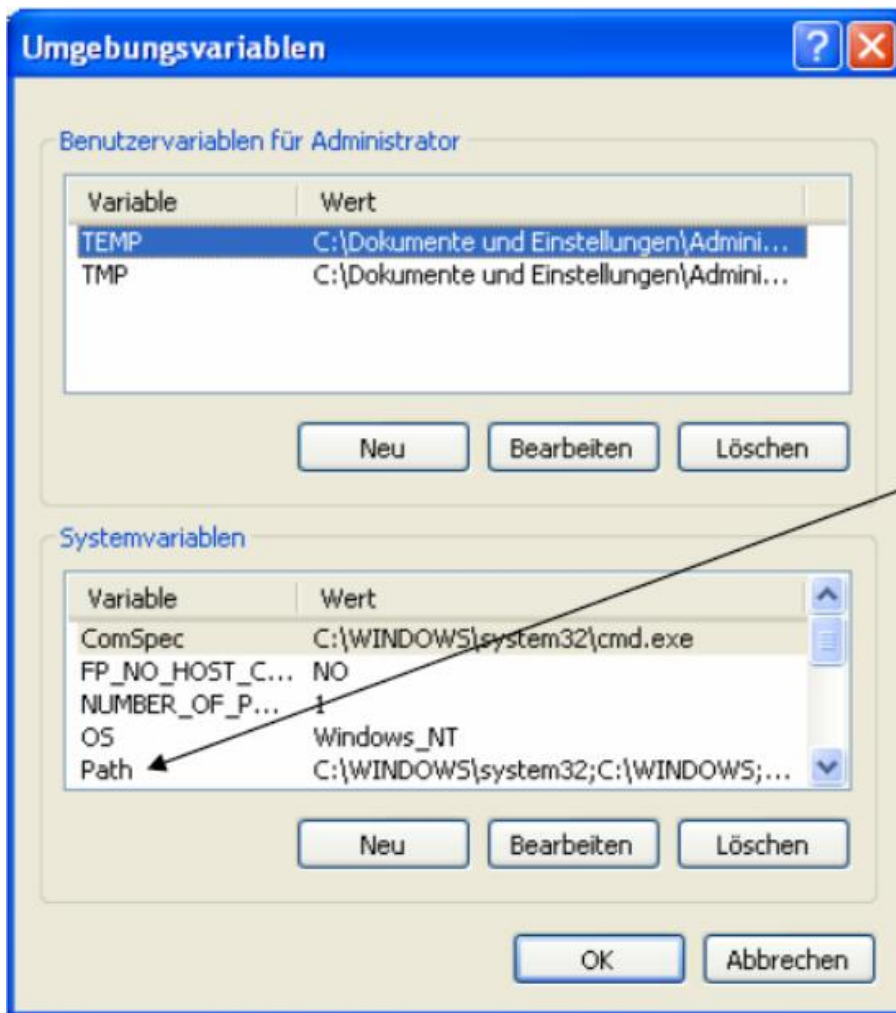 Umgebungsvariablen
Benutzervariablen für Administrator
Variable Wert
TEMP C:\Dokumente und Einstellungen\Admini...
TMP C:\Dokumente und Einstellungen\Admini...
Neu Bearbeiten Löschen
Systemvariablen
Variable Wert
ComSpec C:\WINDOWS\system32\cmd.exe
FP_NO_HOST_C... NO
NUMBER_OF_P... 1
OS Windows_NT
Path C:\WINDOWS\system32;C:\WINDOWS;...
Neu Bearbeiten Löschen
OK Abbrechen